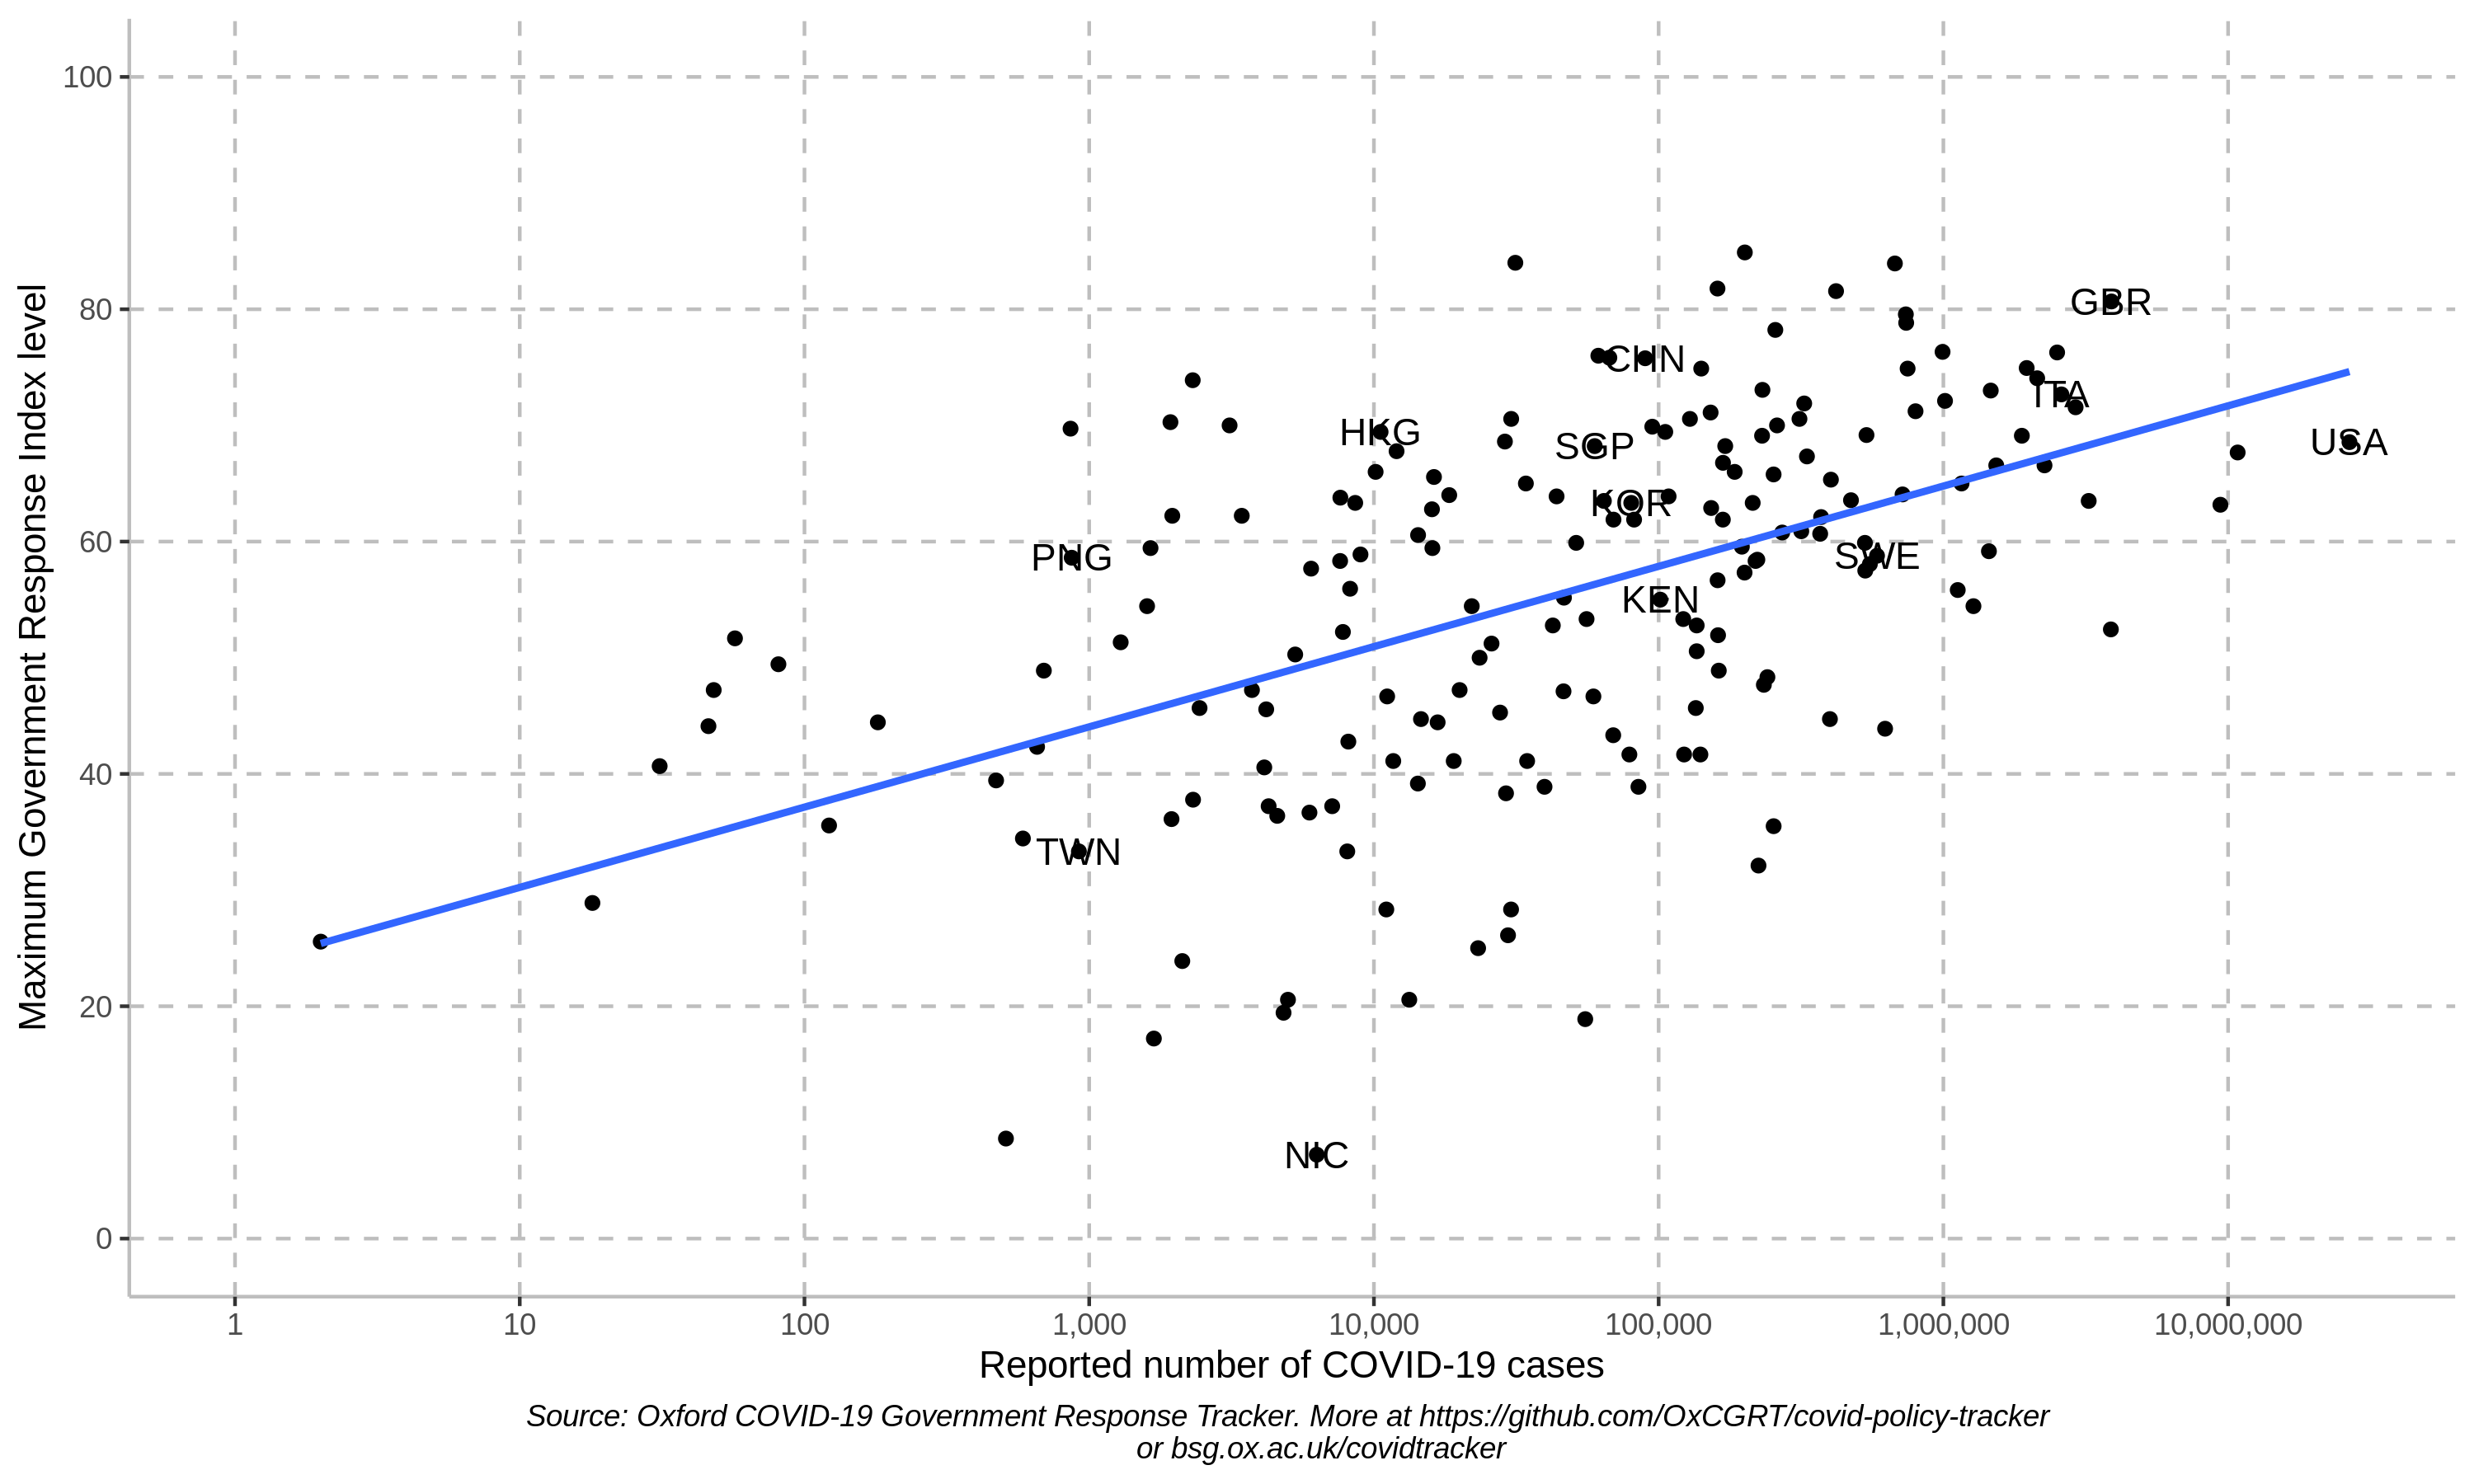 Maximum Government Response Index level
100
80
60
40
20
0
GBR
CHN
ITA
HKG
SGP
USA
KOR
PNG
SWE
KEN
TWN
NIC
1 10 100 1,000 10,000 100,000 1,000,000 10,000,000
Reported number of COVID-19 cases
Source: Oxford COVID-19 Government Response Tracker. More at https://github.com/OxCGRT/covid-policy-tracker
or bsg.ox.ac.uk/covidtracker